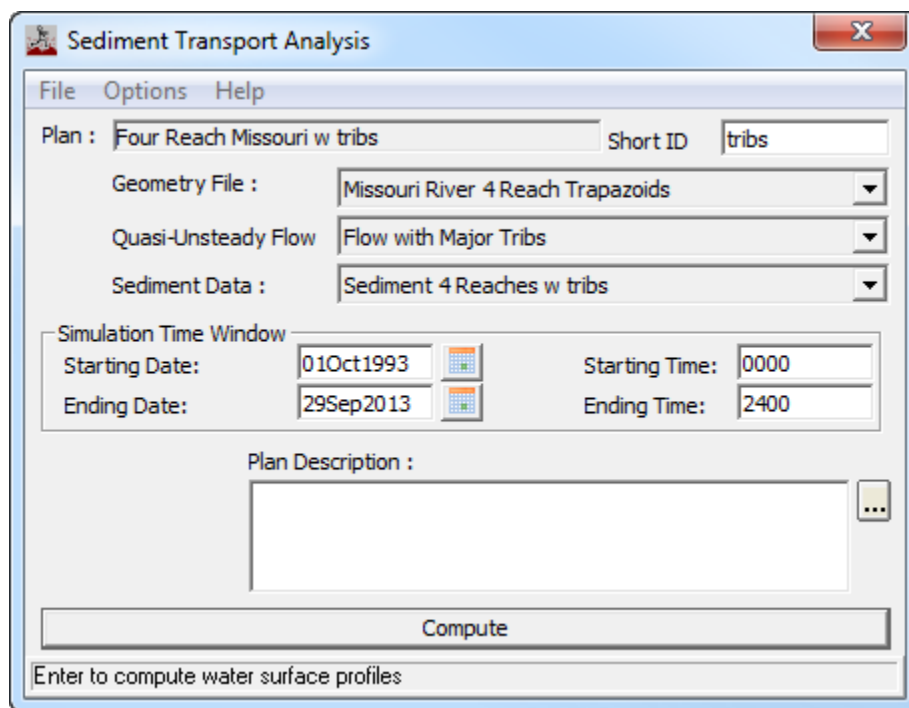 Sediment Transport Analysis
File Options Help
Plan : Four Reach Missouri w tribs Short ID tribs
Geometry File : Missouri River 4 Reach Trapazoids
Quasi-Unsteady Flow Flow with Major Tribs
Sediment Data : Sediment 4 Reaches w tribs
Simulation Time Window
Starting Date: 01Oct1993 Starting Time: 0000
Ending Date: 29Sep2013 Ending Time: 2400
Plan Description :
...
Compute
Enter to compute water surface profiles